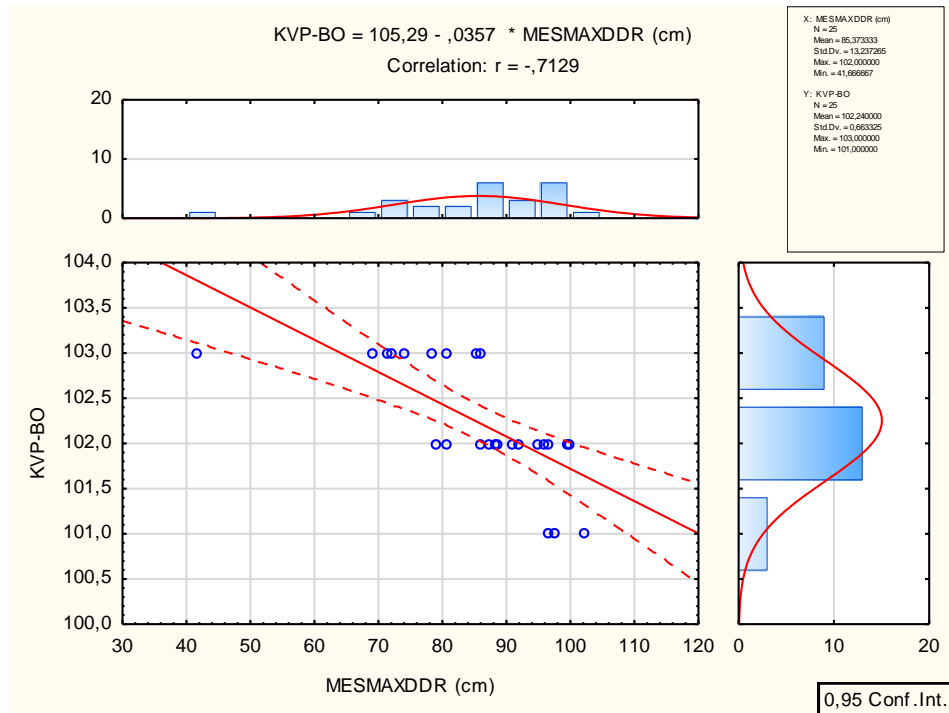 KVP-BO = 105,29 - ,0357 * MESMAXDDR (cm)
Correlation: r = -,7129
X: MESMAXDDR (cm)
N = 25
Mean = 85,373333
Std.Dv. = 13,237265
Max. = 102,000000
Min. = 41,666667
Y: KVP-BO
N = 25
Mean = 102,240000
Std.Dv. = 0,663325
Max. = 103,000000
Min. = 101,000000
20
10
0
104,0
103,5
103,0
102,5
102,0
101,5
101,0
100,5
100,0
KVP-BO
30 40 50 60 70 80 90 100 110 120
MESMAXDDR (cm)
0 10 20
0,95 Conf.Int.